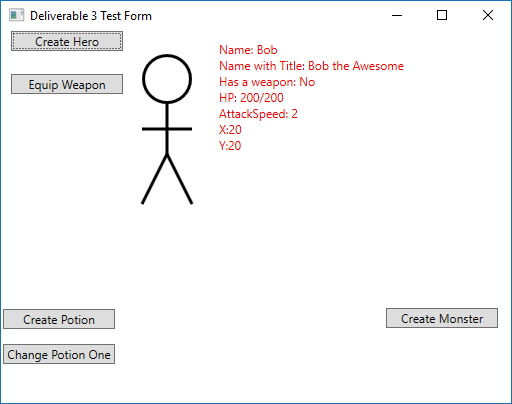 Deliverable 3 Test Form
Create Hero
Equip Weapon
Name: Bob
Name with Title: Bob the Awesome
Has a weapon: No
HP: 200/200
AttackSpeed: 2
X:20
Y:20
Create Potion
Create Monster
Change Potion One